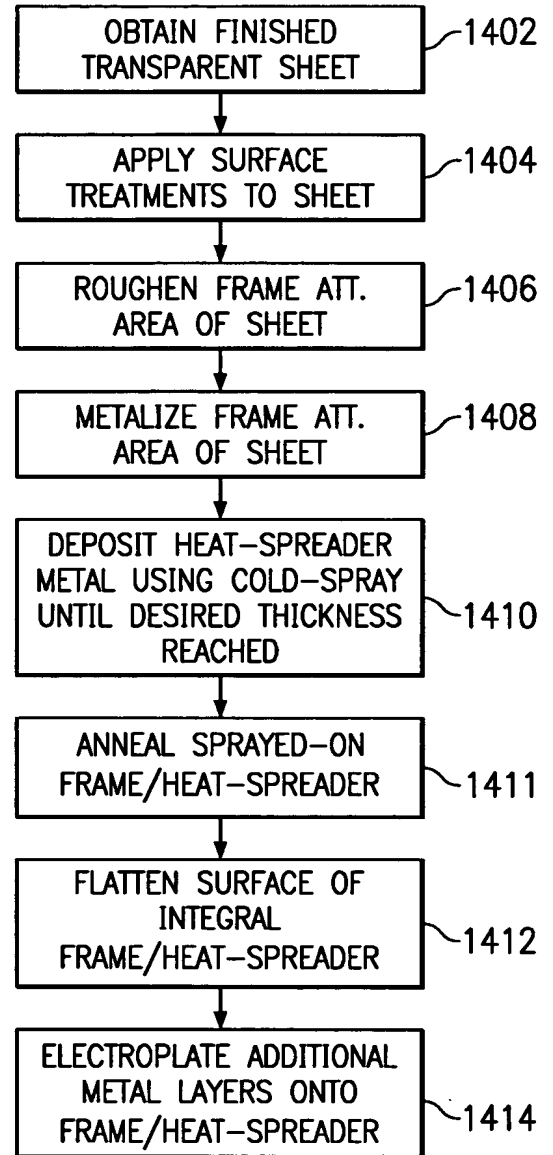 OBTAIN FINISHED
TRANSPARENT SHEET
1402
APPLY SURFACE
TREATMENTS TO SHEET
1404
ROUGHEN FRAME ATT.
AREA OF SHEET
1406
METALIZE FRAME ATT.
AREA OF SHEET
1408
DEPOSIT HEAT-SPREADER
METAL USING COLD-SPRAY
UNTIL DESIRED THICKNESS
REACHED
1410
ANNEAL SPRAYED-ON
FRAME/HEAT-SPREADER
1411
FLATTEN SURFACE OF
INTEGRAL
FRAME/HEAT-SPREADER
1412
ELECTROPLATE ADDITIONAL
METAL LAYERS ONTO
FRAME/HEAT-SPREADER
1414